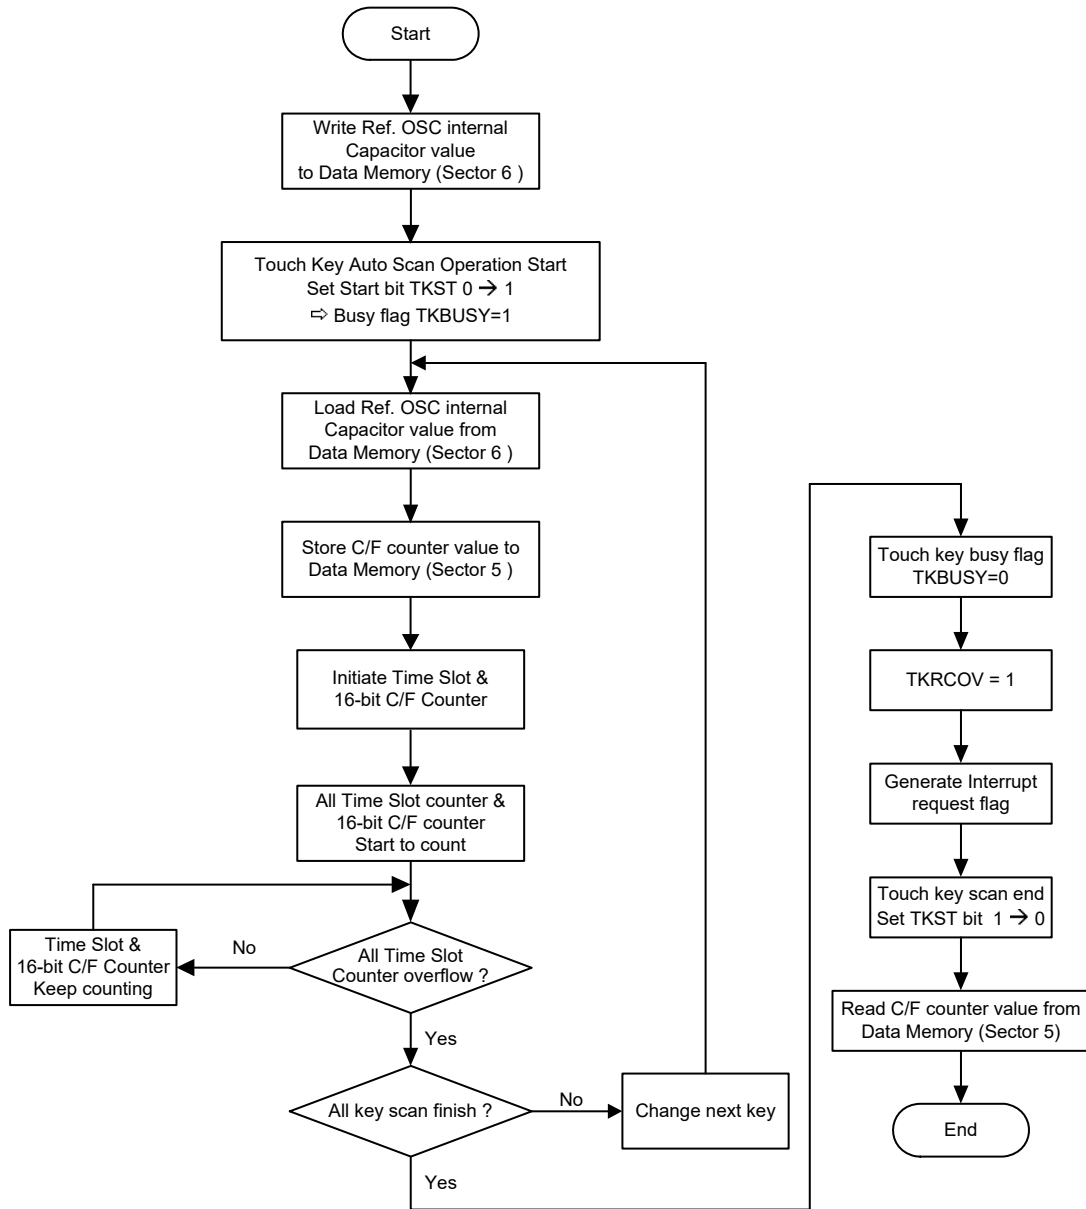 Start
Write Ref. OSC internal
Capacitor value
to Data Memory (Sector 6 )
Touch Key Auto Scan Operation Start
Set Start bit TKST 0 → 1
⇨ Busy flag TKBUSY=1
Load Ref. OSC internal
Capacitor value from
Data Memory (Sector 6 )
Store C/F counter value to
Data Memory (Sector 5 )
Initiate Time Slot &
16-bit C/F Counter
All Time Slot counter &
16-bit C/F counter
Start to count
All Time Slot
Counter overflow ?
No
Time Slot &
16-bit C/F Counter
Keep counting
Yes
All key scan finish ?
No
Change next key
Yes
Touch key busy flag
TKBUSY=0
TKRCOV = 1
Generate Interrupt
request flag
Touch key scan end
Set TKST bit 1 → 0
Read C/F counter value from
Data Memory (Sector 5)
End